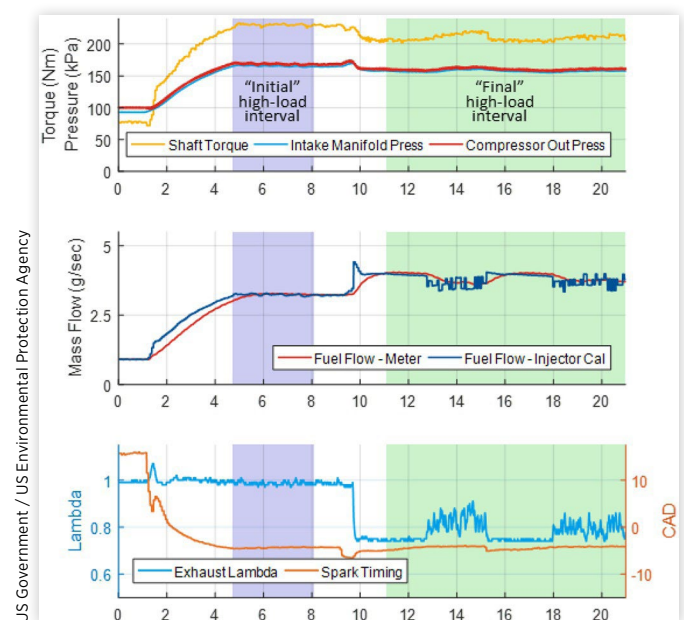 US Government / US Environmental Protection Agency
Torque (Nm)
Pressure (kPa)
200
150
100
50
0
"Initial"
high-load
interval
"Final"
high-load
interval
Shaft Torque Intake Manifold Press Compressor Out Press
0 2 4 6 8 10 12 14 16 18 20
Mass Flow (g/sec)
5
2.5
0
Fuel Flow - Meter Fuel Flow - Injector Cal
0 2 4 6 8 10 12 14 16 18 20
Lambda
1
0.8
0.6
10
0
-10
CAD
Exhaust Lambda Spark Timing
0 2 4 6 8 10 12 14 16 18 20